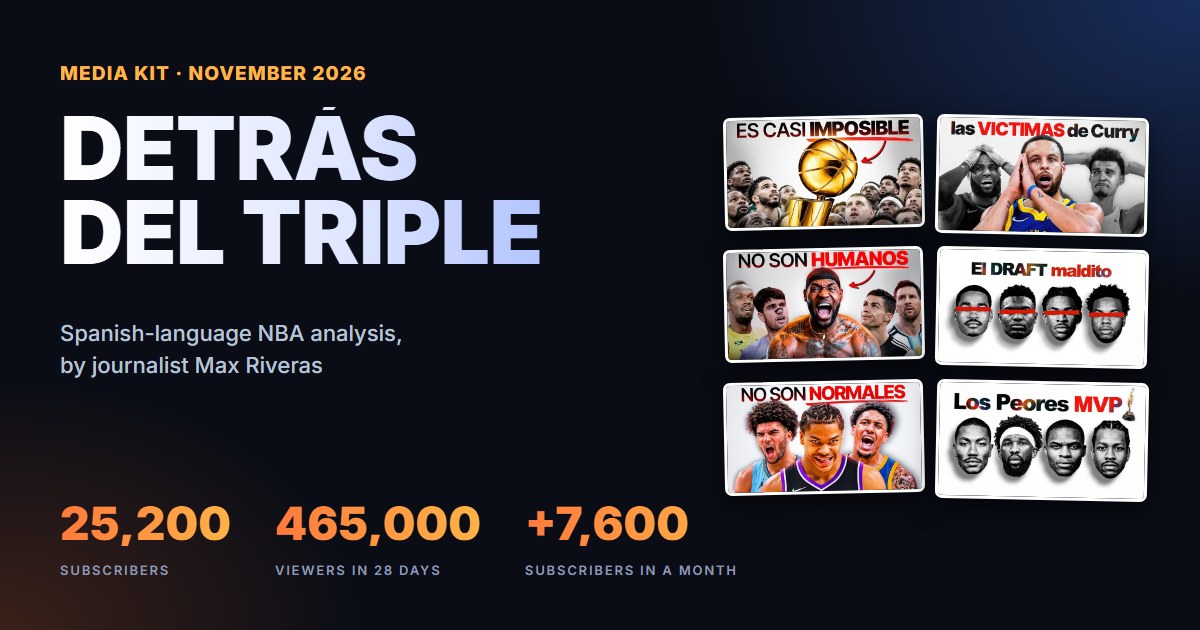 MEDIA KIT · NOVEMBER 2026
DETRÁS
DEL TRIPLE
Spanish-language NBA analysis,
by journalist Max Riveras
25,200
SUBSCRIBERS
465,000
VIEWERS IN 28 DAYS
+7,600
SUBSCRIBERS IN A MONTH
ES CASI IMPOSIBLE
las VICTIMAS de Curry
NO SON HUMANOS
El DRAFT maldito
NO SON NORMALES
Los Peores MVP